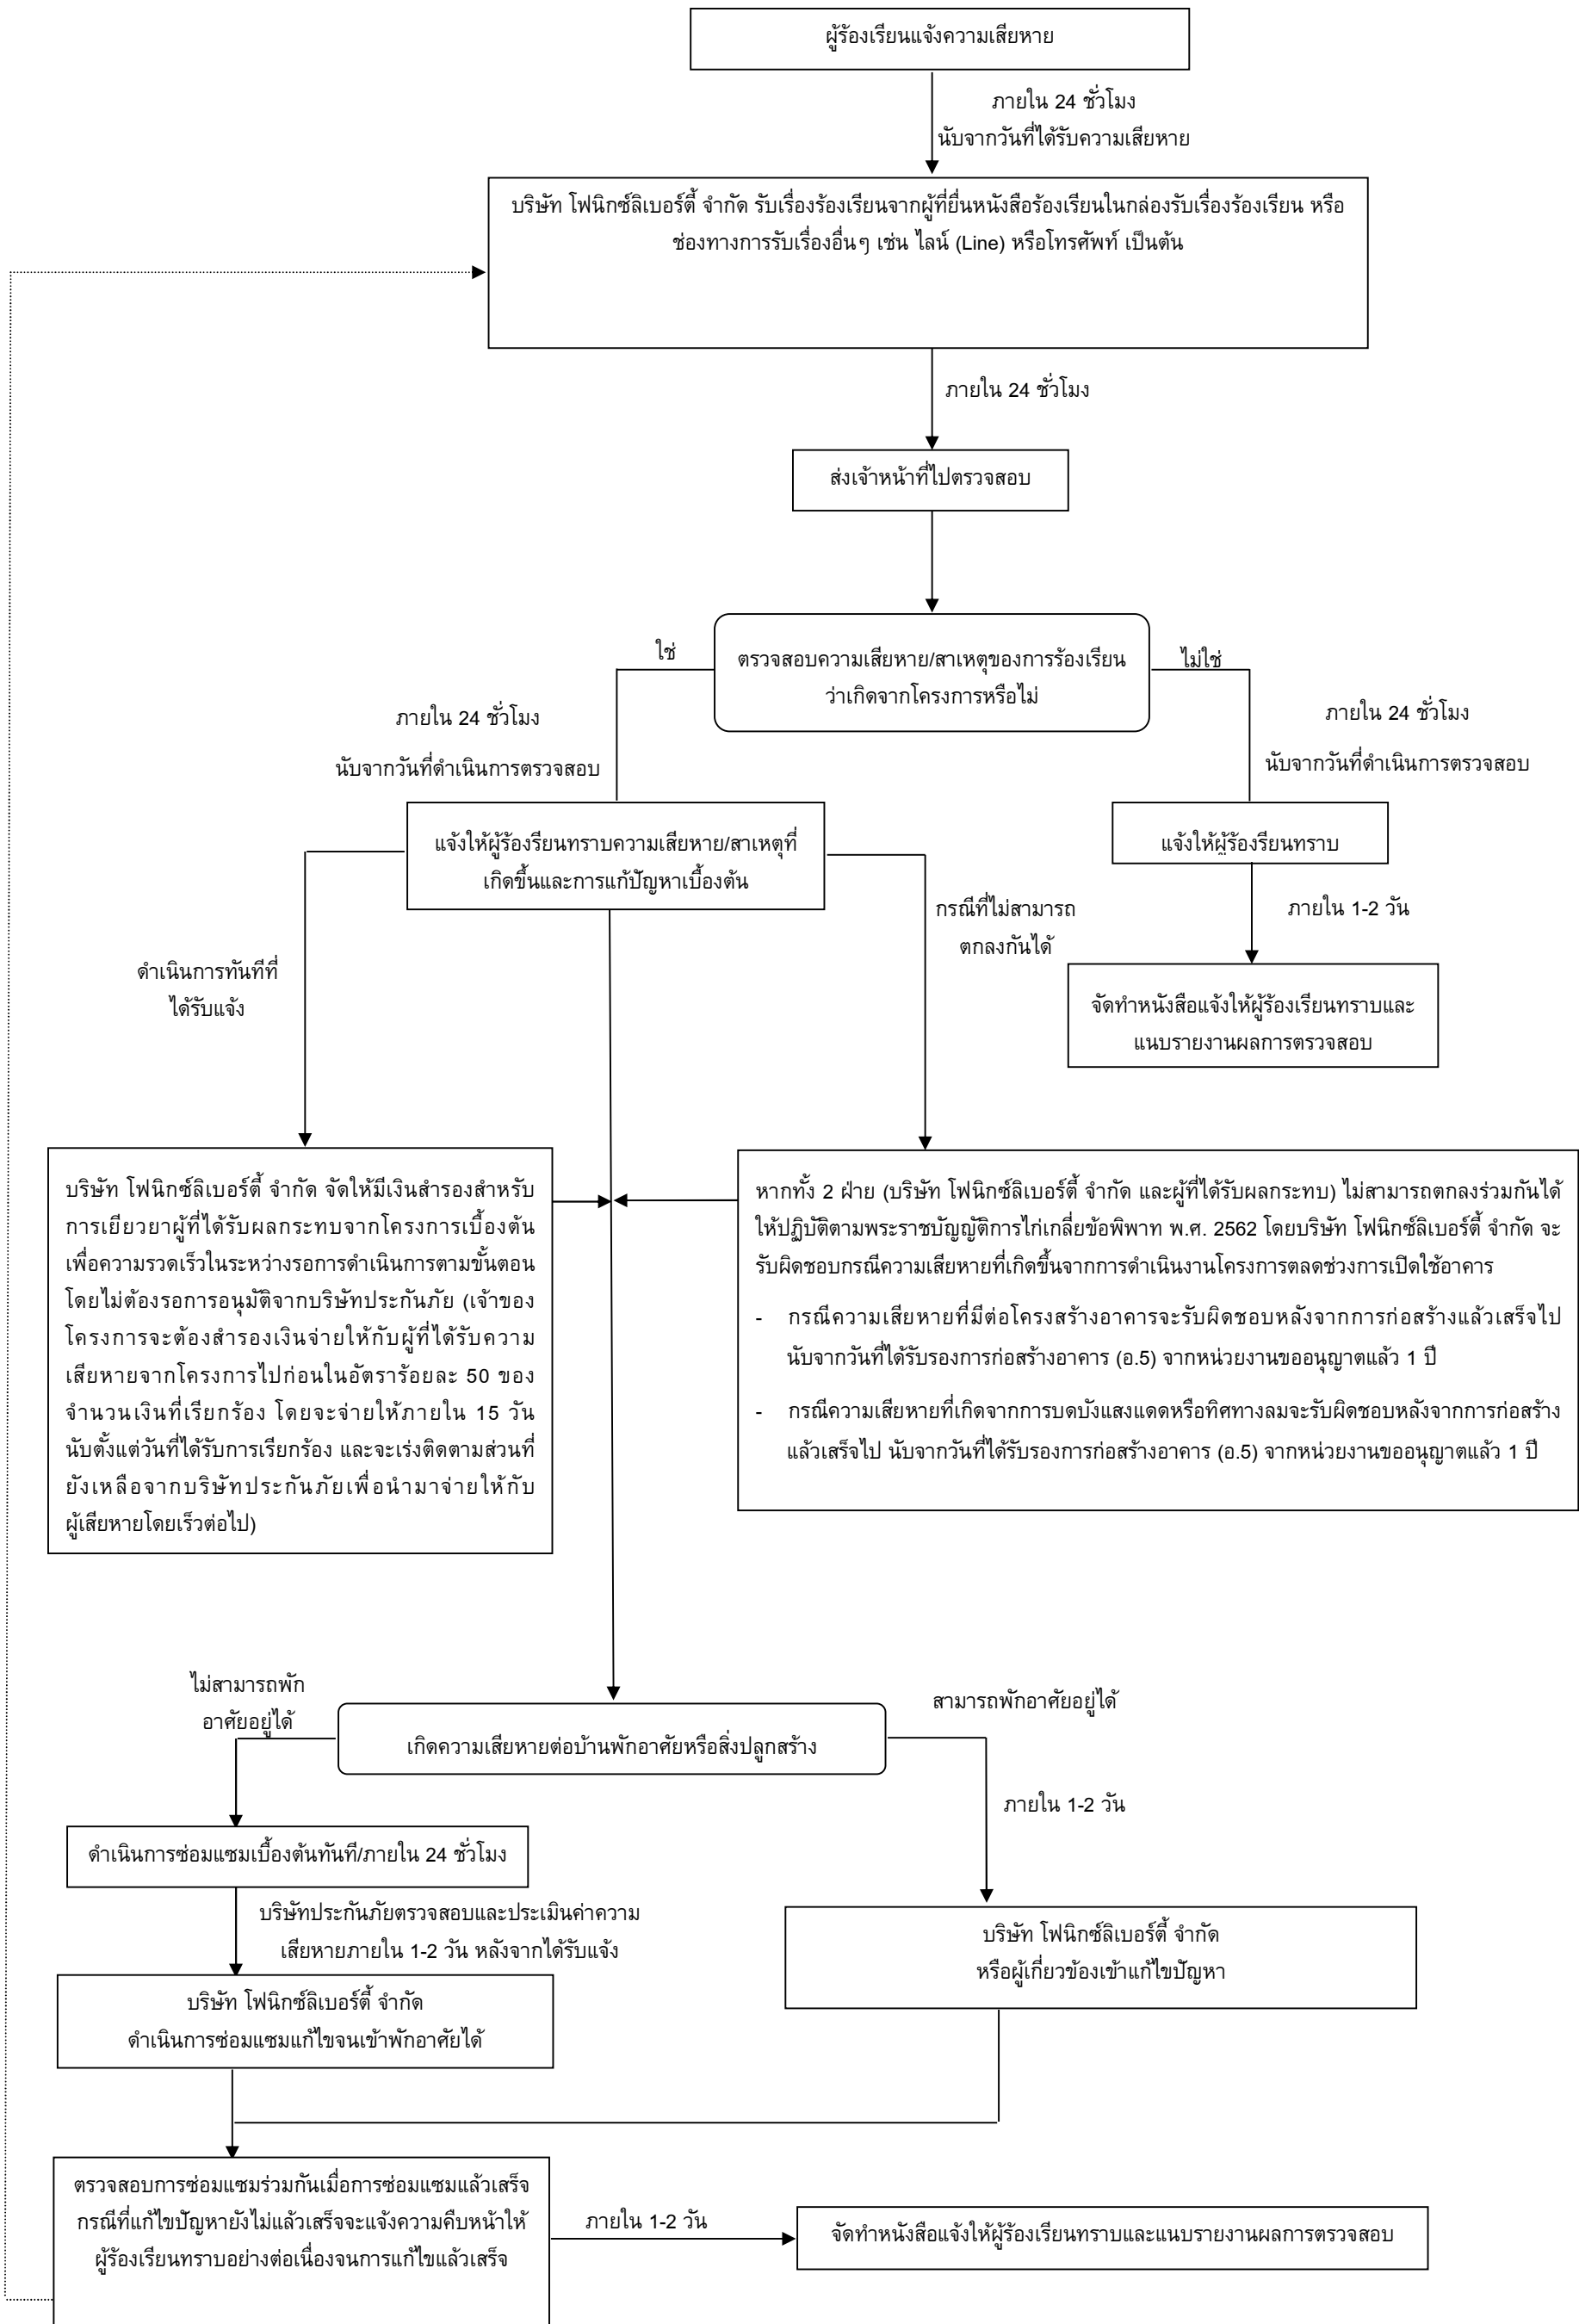 ผู้ร้องเรียนแจ้งความเสียหาย
ภายใน 24 ชั่วโมง
นับจากวันที่ได้รับความเสียหาย
บริษัท โฟนิกซ์ลิเบอร์ตี้ จำกัด รับเรื่องร้องเรียนจากผู้ที่ยื่นหนังสือร้องเรียนในกล่องรับเรื่องร้องเรียน หรือ
ช่องทางการรับเรื่องอื่นๆ เช่น ไลน์ (Line) หรือโทรศัพท์ เป็นต้น
ภายใน 24 ชั่วโมง
ส่งเจ้าหน้าที่ไปตรวจสอบ
ตรวจสอบความเสียหาย/สาเหตุของการร้องเรียน
ว่าเกิดจากโครงการหรือไม่
ใช่
ไม่ใช่
ภายใน 24 ชั่วโมง
นับจากวันที่ดำเนินการตรวจสอบ
ภายใน 24 ชั่วโมง
นับจากวันที่ดำเนินการตรวจสอบ
แจ้งให้ผู้ร้องเรียนทราบความเสียหาย/สาเหตุที่
เกิดขึ้นและการแก้ปัญหาเบื้องต้น
แจ้งให้ผู้ร้องเรียนทราบ
ภายใน 1-2 วัน
จัดทำหนังสือแจ้งให้ผู้ร้องเรียนทราบและ
แนบรายงานผลการตรวจสอบ
กรณีที่ไม่สามารถ
ตกลงกันได้
ดำเนินการทันทีที่
ได้รับแจ้ง
บริษัท โฟนิกซ์ลิเบอร์ตี้ จำกัด จัดให้มีเงินสำรองสำหรับ
การเยียวยาผู้ที่ได้รับผลกระทบจากโครงการเบื้องต้น
เพื่อความรวดเร็วในระหว่างรอการดำเนินการตามขั้นตอน
โดยไม่ต้องรอการอนุมัติจากบริษัทประกันภัย (เจ้าของ
โครงการจะต้องสำรองเงินจ่ายให้กับผู้ที่ได้รับความ
เสียหายจากโครงการไปก่อนในอัตราร้อยละ 50 ของ
จำนวนเงินที่เรียกร้อง โดยจะจ่ายให้ภายใน 15 วัน
นับตั้งแต่วันที่ได้รับการเรียกร้อง และจะเร่งติดตามส่วนที่
ยังเหลือจากบริษัทประกันภัยเพื่อนำมาจ่ายให้กับ
ผู้เสียหายโดยเร็วต่อไป)
หากทั้ง 2 ฝ่าย (บริษัท โฟนิกซ์ลิเบอร์ตี้ จำกัด และผู้ที่ได้รับผลกระทบ) ไม่สามารถตกลงร่วมกันได้
ให้ปฏิบัติตามพระราชบัญญัติการไก่เกลี่ยข้อพิพาท พ.ศ. 2562 โดยบริษัท โฟนิกซ์ลิเบอร์ตี้ จำกัด จะ
รับผิดชอบกรณีความเสียหายที่เกิดขึ้นจากการดำเนินงานโครงการตลดช่วงการเปิดใช้อาคาร
- กรณีความเสียหายที่มีต่อโครงสร้างอาคารจะรับผิดชอบหลังจากการก่อสร้างแล้วเสร็จไป
นับจากวันที่ได้รับรองการก่อสร้างอาคาร (อ.5) จากหน่วยงานขออนุญาตแล้ว 1 ปี
- กรณีความเสียหายที่เกิดจากการบดบังแสงแดดหรือทิศทางลมจะรับผิดชอบหลังจากการก่อสร้าง
แล้วเสร็จไป นับจากวันที่ได้รับรองการก่อสร้างอาคาร (อ.5) จากหน่วยงานขออนุญาตแล้ว 1 ปี
ไม่สามารถพัก
อาศัยอยู่ได้
สามารถพักอาศัยอยู่ได้
เกิดความเสียหายต่อบ้านพักอาศัยหรือสิ่งปลูกสร้าง
ภายใน 1-2 วัน
ดำเนินการซ่อมแซมเบื้องต้นทันที/ภายใน 24 ชั่วโมง
บริษัทประกันภัยตรวจสอบและประเมินค่าความ
เสียหายภายใน 1-2 วัน หลังจากได้รับแจ้ง
บริษัท โฟนิกซ์ลิเบอร์ตี้ จำกัด
หรือผู้เกี่ยวข้องเข้าแก้ไขปัญหา
บริษัท โฟนิกซ์ลิเบอร์ตี้ จำกัด
ดำเนินการซ่อมแซมแก้ไขจนเข้าพักอาศัยได้
ตรวจสอบการซ่อมแซมร่วมกันเมื่อการซ่อมแซมแล้วเสร็จ
กรณีที่แก้ไขปัญหายังไม่แล้วเสร็จจะแจ้งความคืบหน้าให้
ผู้ร้องเรียนทราบอย่างต่อเนื่องจนการแก้ไขแล้วเสร็จ
ภายใน 1-2 วัน
จัดทำหนังสือแจ้งให้ผู้ร้องเรียนทราบและแนบรายงานผลการตรวจสอบ